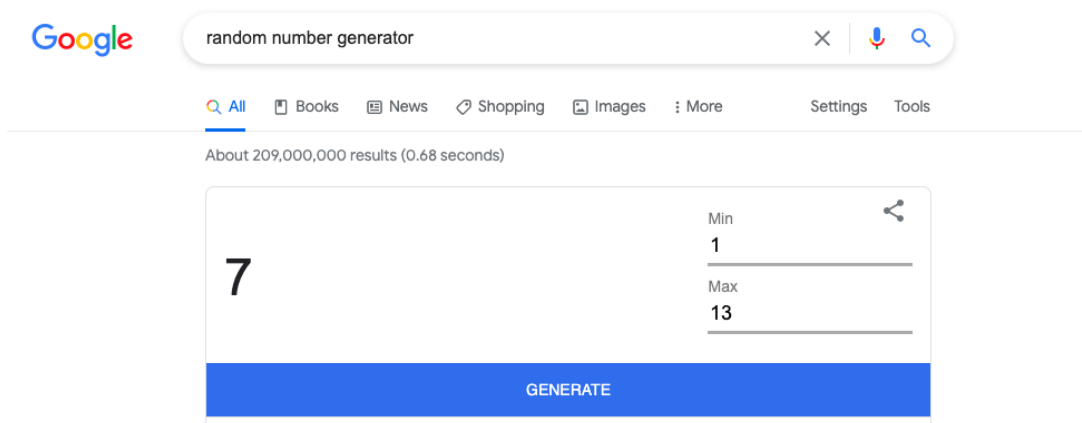 Google random number generator
All Books News Shopping Images More Settings Tools
About 209,000,000 results (0.68 seconds)
Min
1
7
Max
13
GENERATE